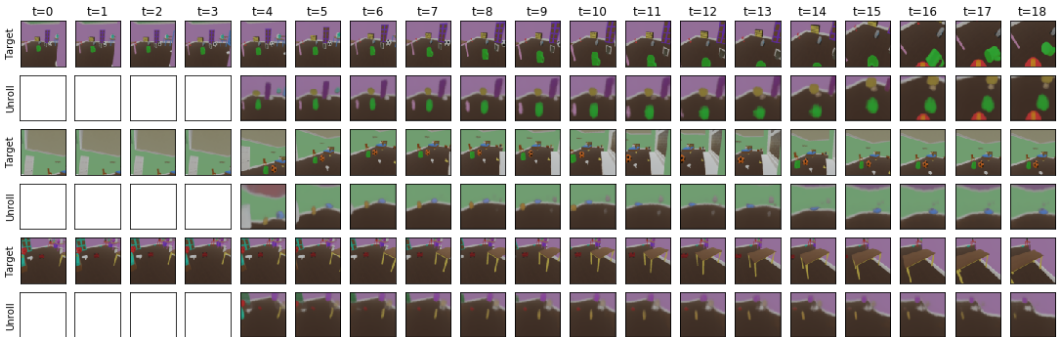 t=0 t=1 t=2 t=3 t=4 t=5 t=6 t=7 t=8 t=9 t=10 t=11 t=12 t=13 t=14 t=15 t=16 t=17 t=18
Target
Unroll
Target
Unroll
Target
Unroll